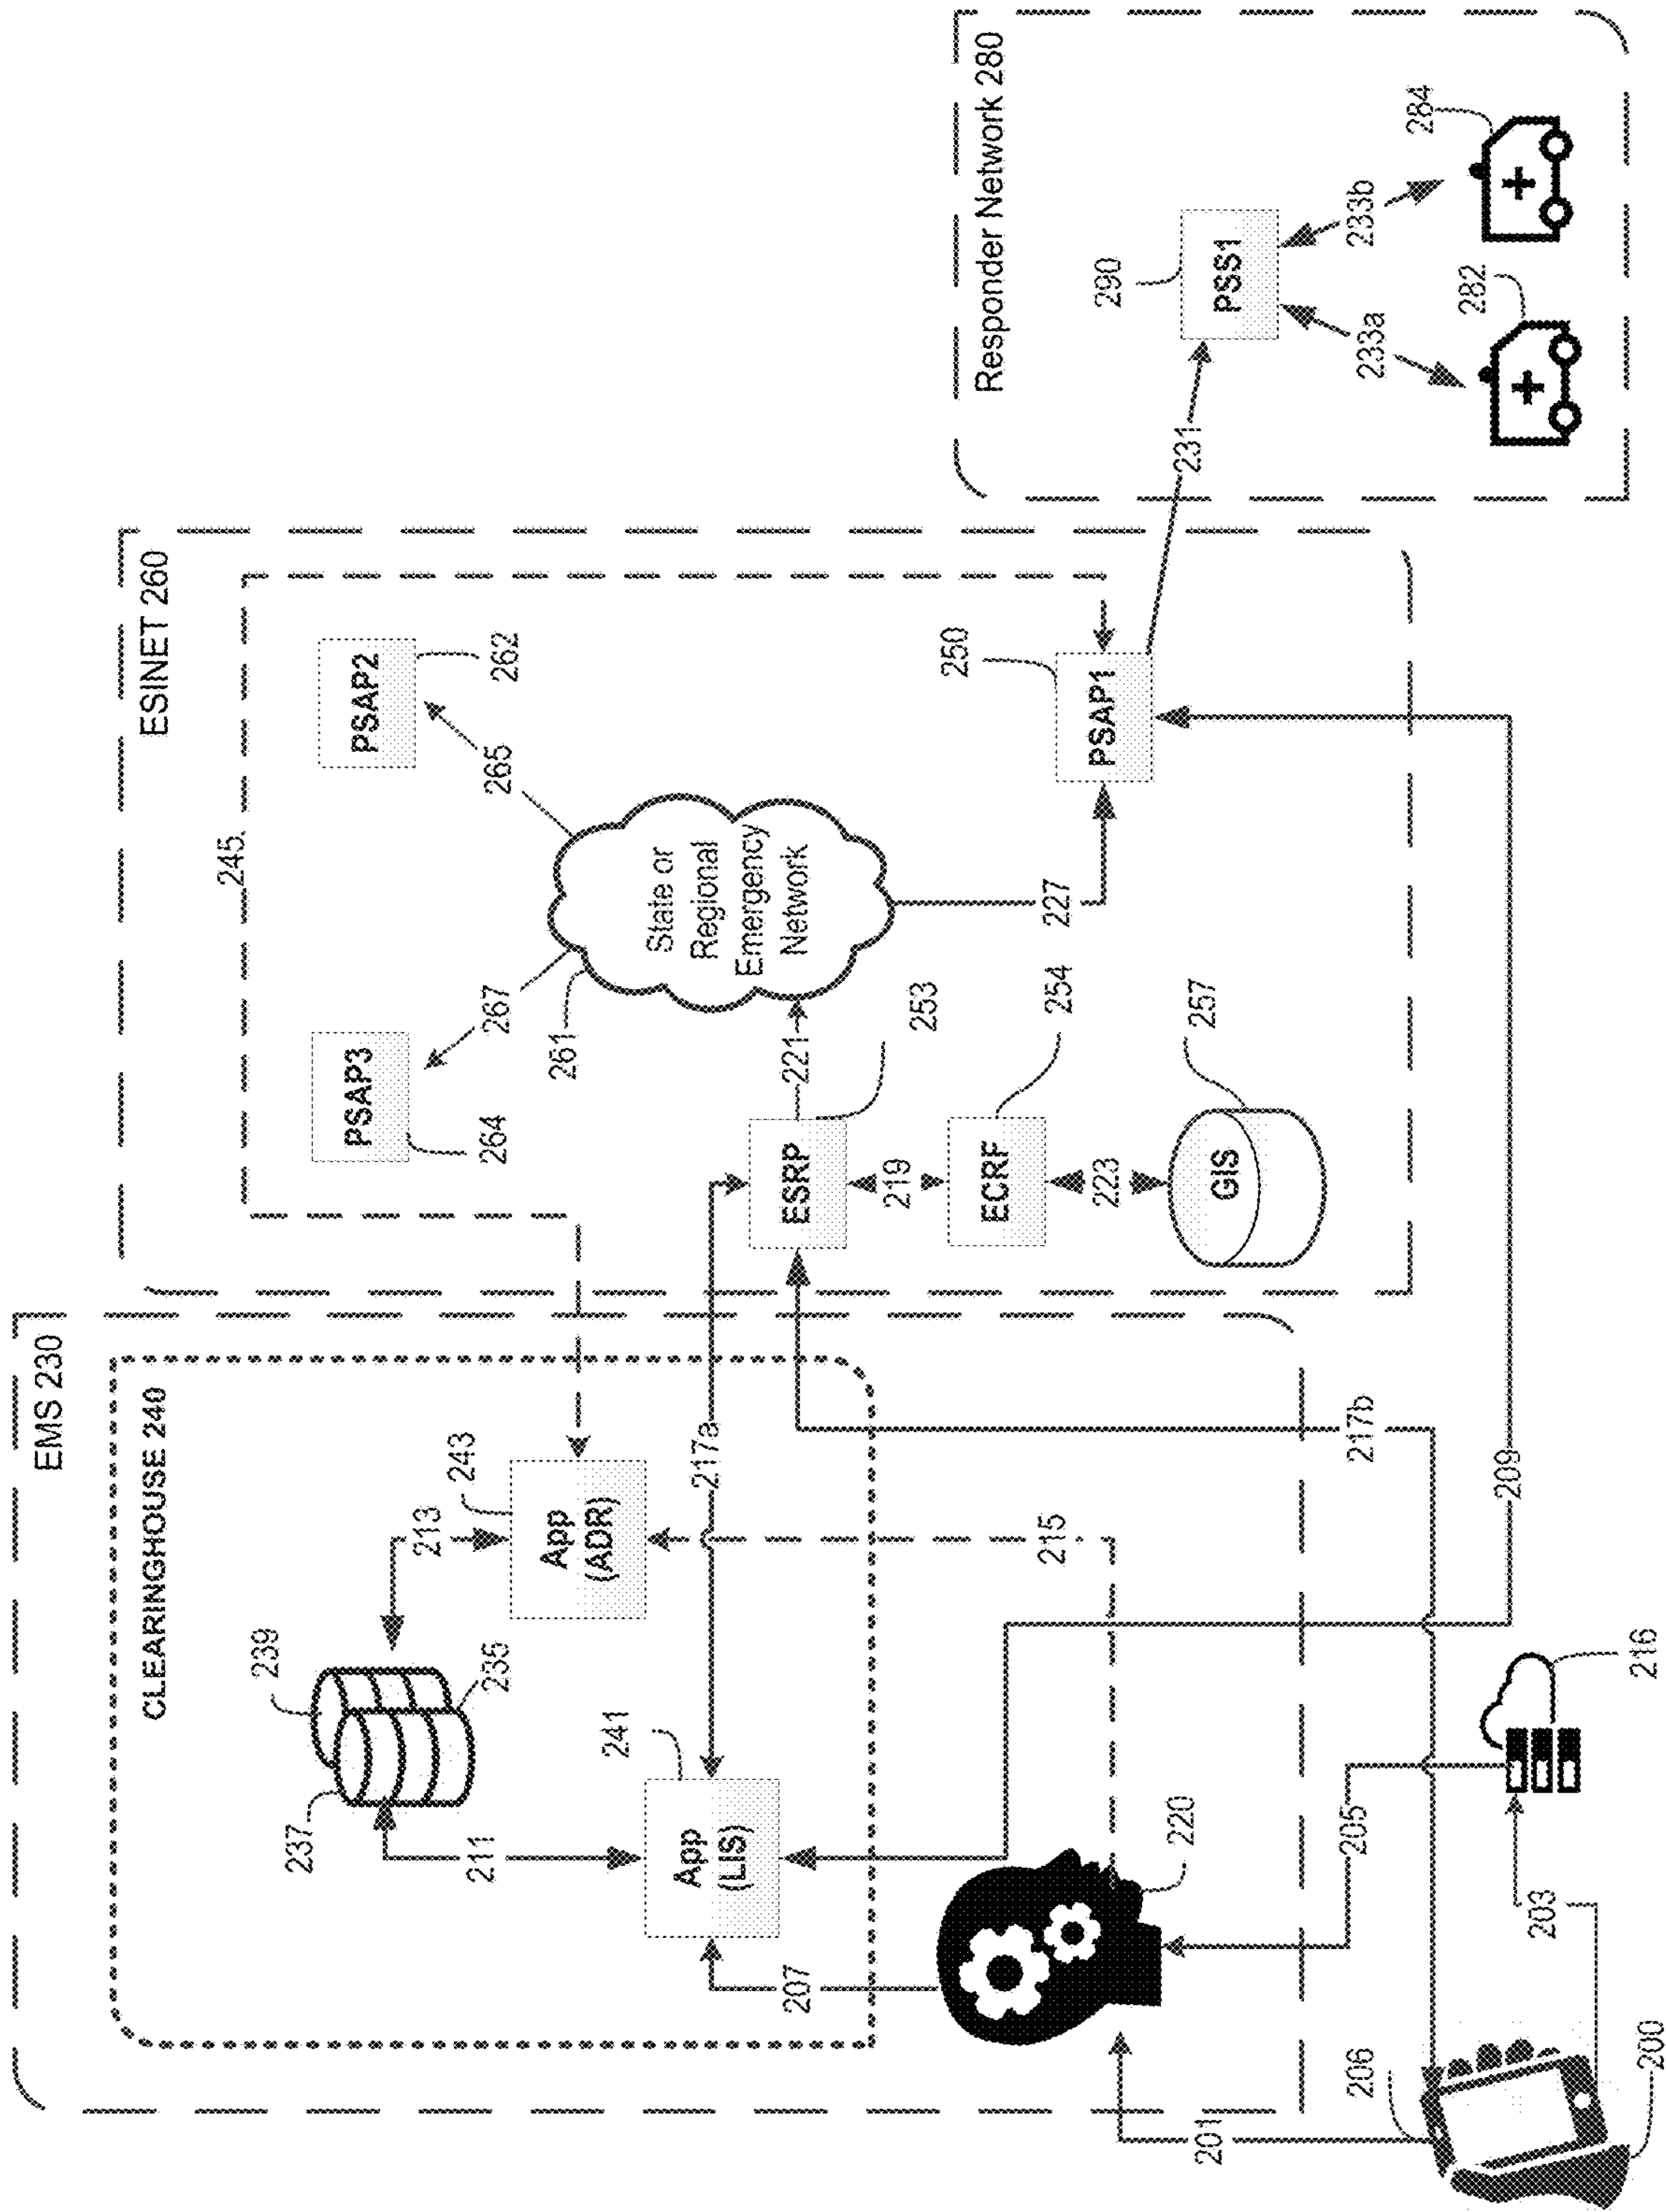 EMS 230
CLEARINGHOUSE 240
239
237
235
213
243
App
(ADR)
211
241
App
(LIS)
207
217a
215
220
201
205
203
206
200
216
217b
209
ESINET 260
245
PSAP3
264
PSAP2
262
267
265
261
State or
Regional
Emergency
Network
221
253
ESRP
219
254
ECRF
223
257
GIS
227
250
PSAP1
231
Responder Network 280
290
PSS1
233a
233b
282
284